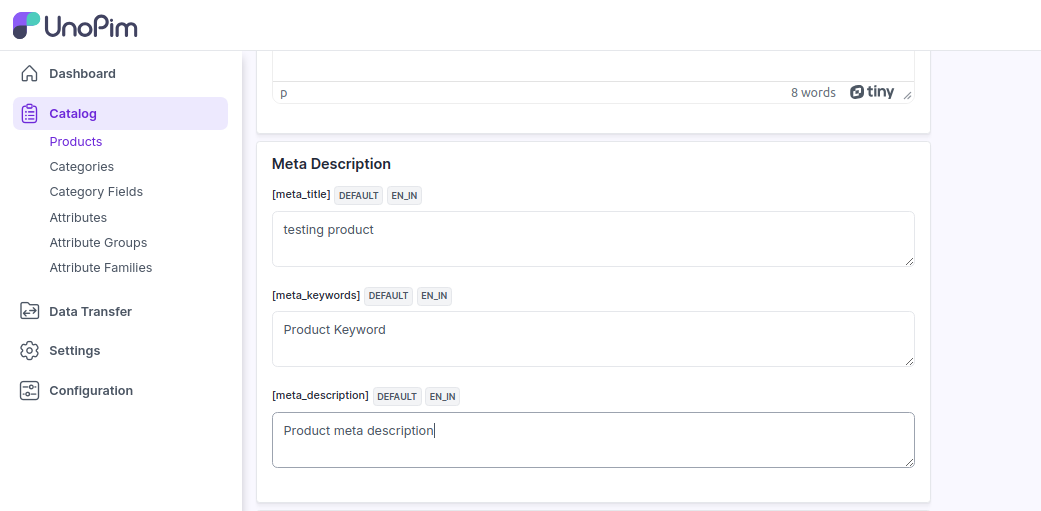 UnoPim
Dashboard
Catalog
Products
Categories
Category Fields
Attributes
Attribute Groups
Attribute Families
Data Transfer
Settings
Configuration
p 8 words tiny
Meta Description
[meta_title] DEFAULT EN_IN
testing product
[meta_keywords] DEFAULT EN_IN
Product Keyword
[meta_description] DEFAULT EN_IN
Product meta description